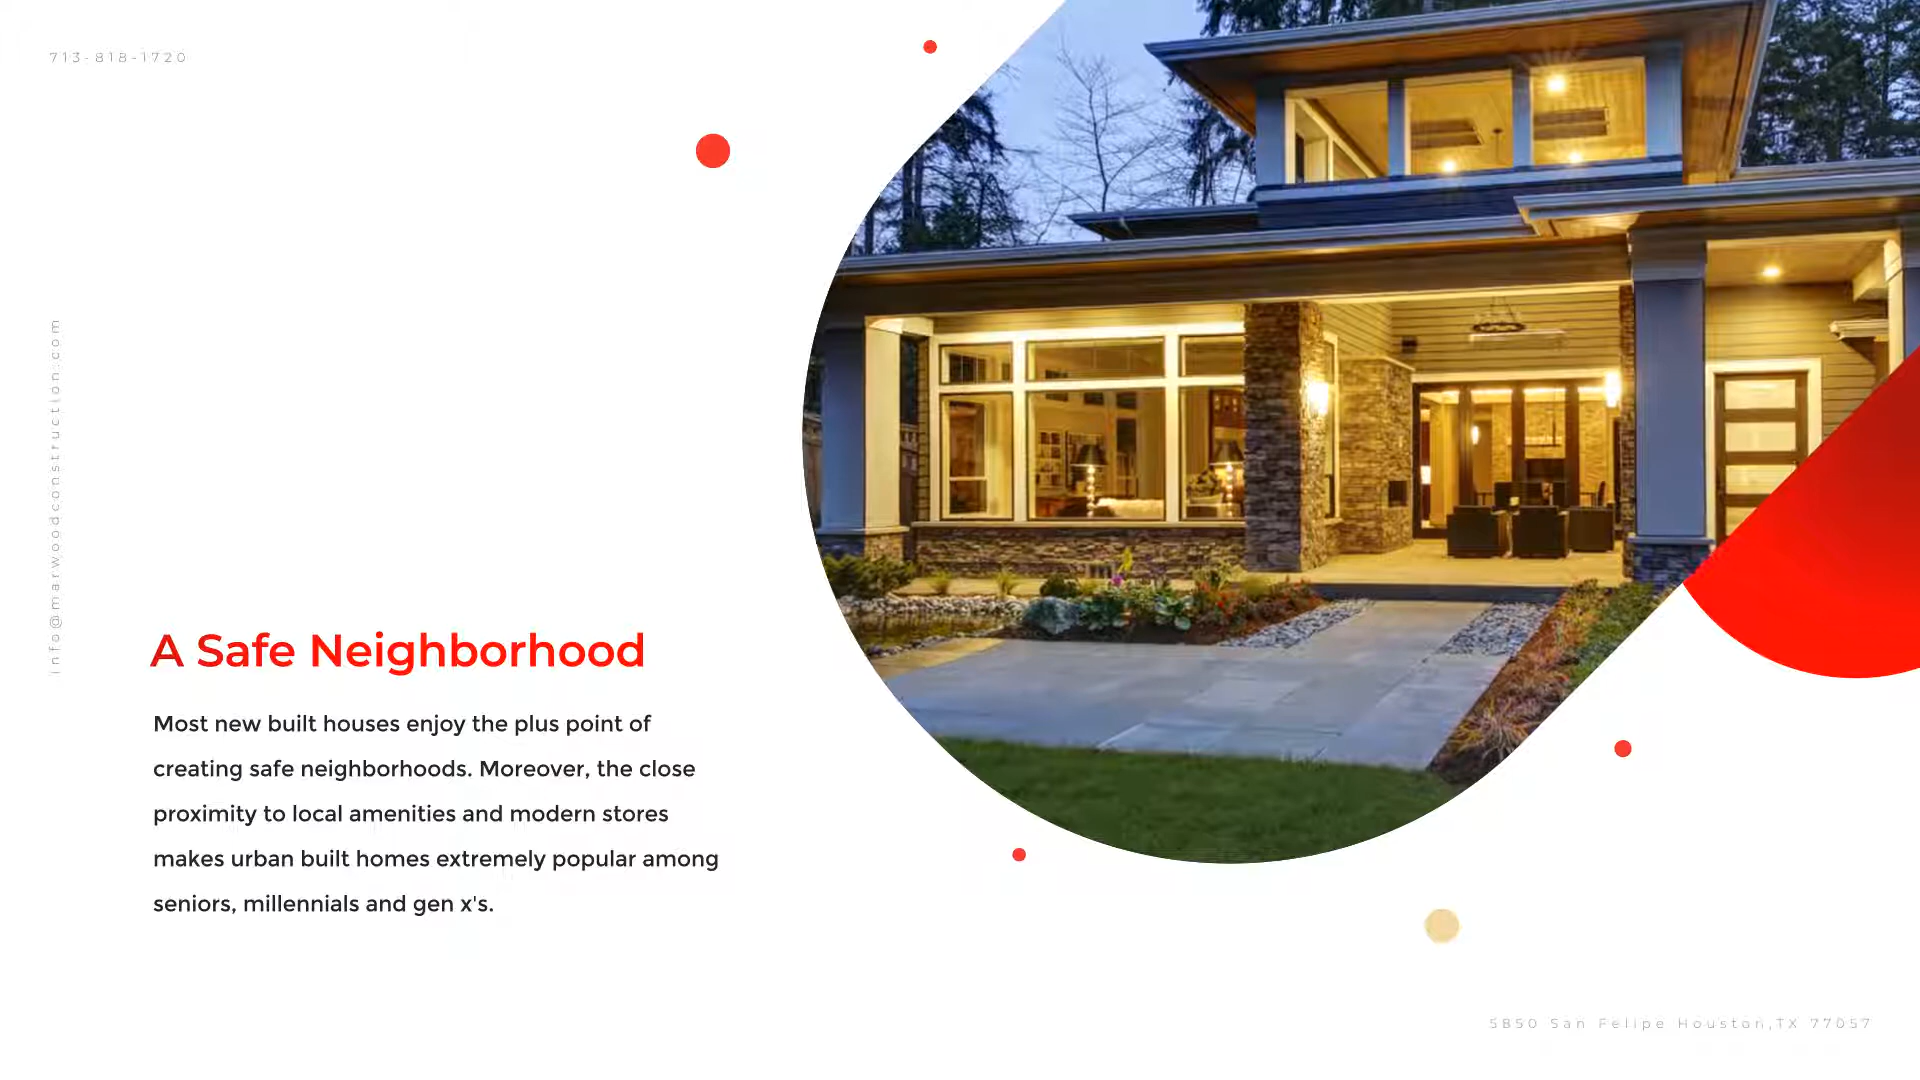 713-818-1720
info@marwoodconstruction.com
A Safe Neighborhood
Most new built houses enjoy the plus point of
creating safe neighborhoods. Moreover, the close
proximity to local amenities and modern stores
makes urban built homes extremely popular among
seniors, millennials and gen x's.
5850 San Felipe Houston,TX 77057